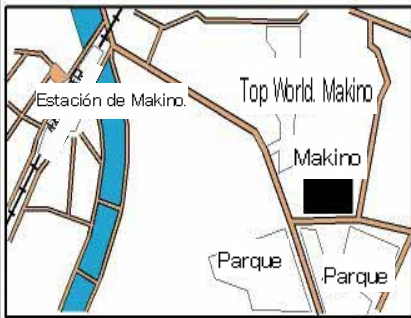 Top World. Makino
Estación de Makino.
Makino
Parque
Parque